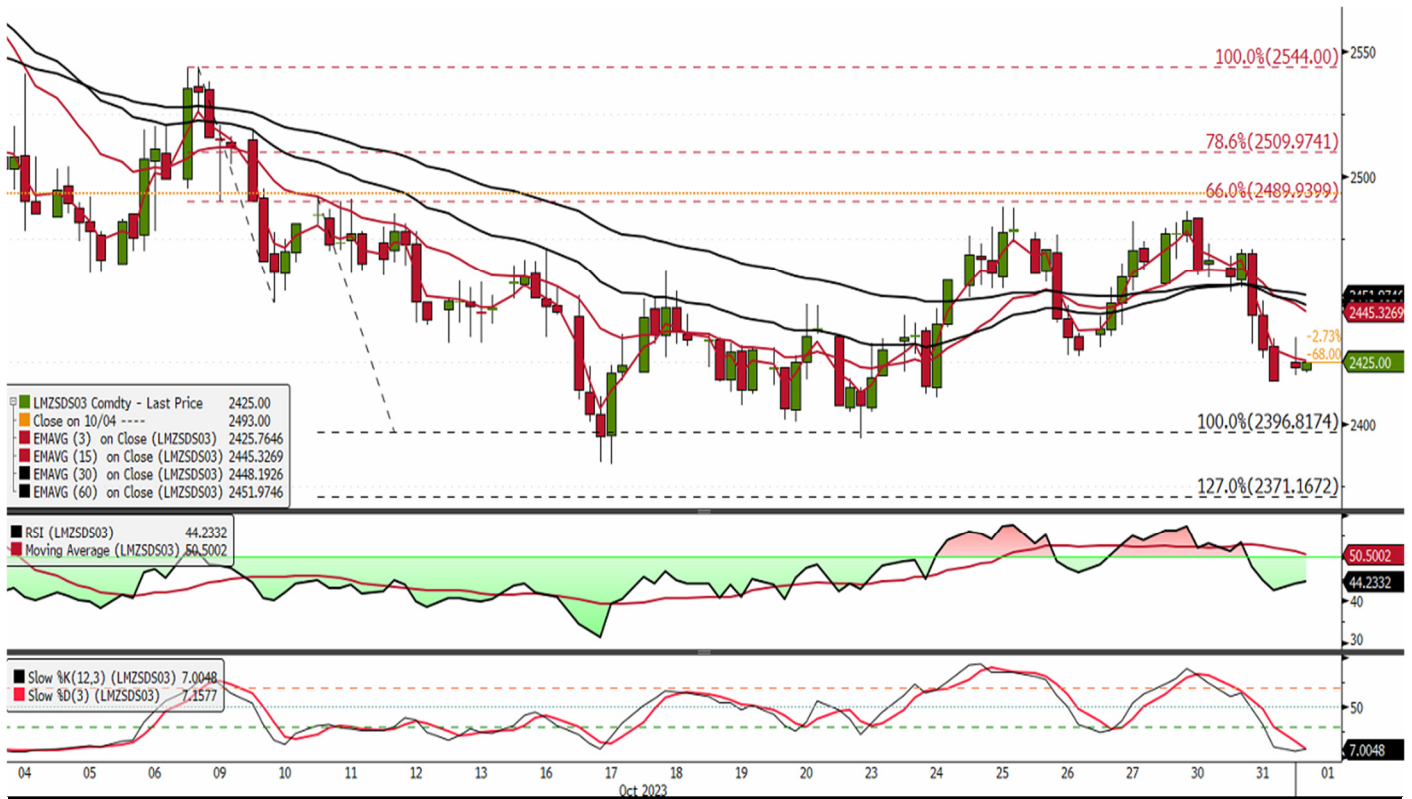 100.0%(2544.00)
2550
78.6%(2509.9741)
2500
66.0%(2489.9399)
2445.3269
-2.73%
-68.00
2425.00
LMZSDS03 Comdty - Last Price 2425.00
Close on 10/04 ---- 2493.00
EMAVG (3) on Close (LMZSDS03) 2425.7646
EMAVG (15) on Close (LMZSDS03) 2445.3269
EMAVG (30) on Close (LMZSDS03) 2448.1926
EMAVG (60) on Close (LMZSDS03) 2451.9746
100.0%(2396.8174)
2400
127.0%(2371.1672)
RSI (LMZSDS03) 44.2332
Moving Average (LMZSDS03) 50.5002
50.5002
44.2332
40
30
Slow %K(12,3) (LMZSDS03) 7.0048
Slow %D(3) (LMZSDS03) 7.1577
50
7.0048
04 05 06 09 10 11 12 13 16 17 18 19 20 23 24 25 26 27 30 31 01
Oct 2023